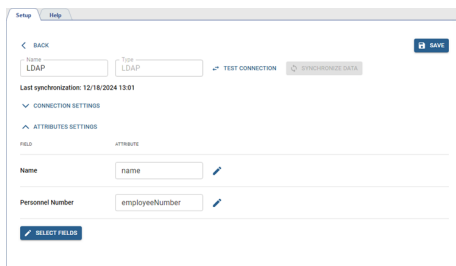 Setup Help
BACK
SAVE
Name
LDAP
Type
LDAP
TEST CONNECTION
SYNCHRONIZE DATA
Last synchronization: 12/18/2024 13:01
CONNECTION SETTINGS
ATTRIBUTES SETTINGS
FIELD ATTRIBUTE
Name name
Personnel Number employeeNumber
SELECT FIELDS